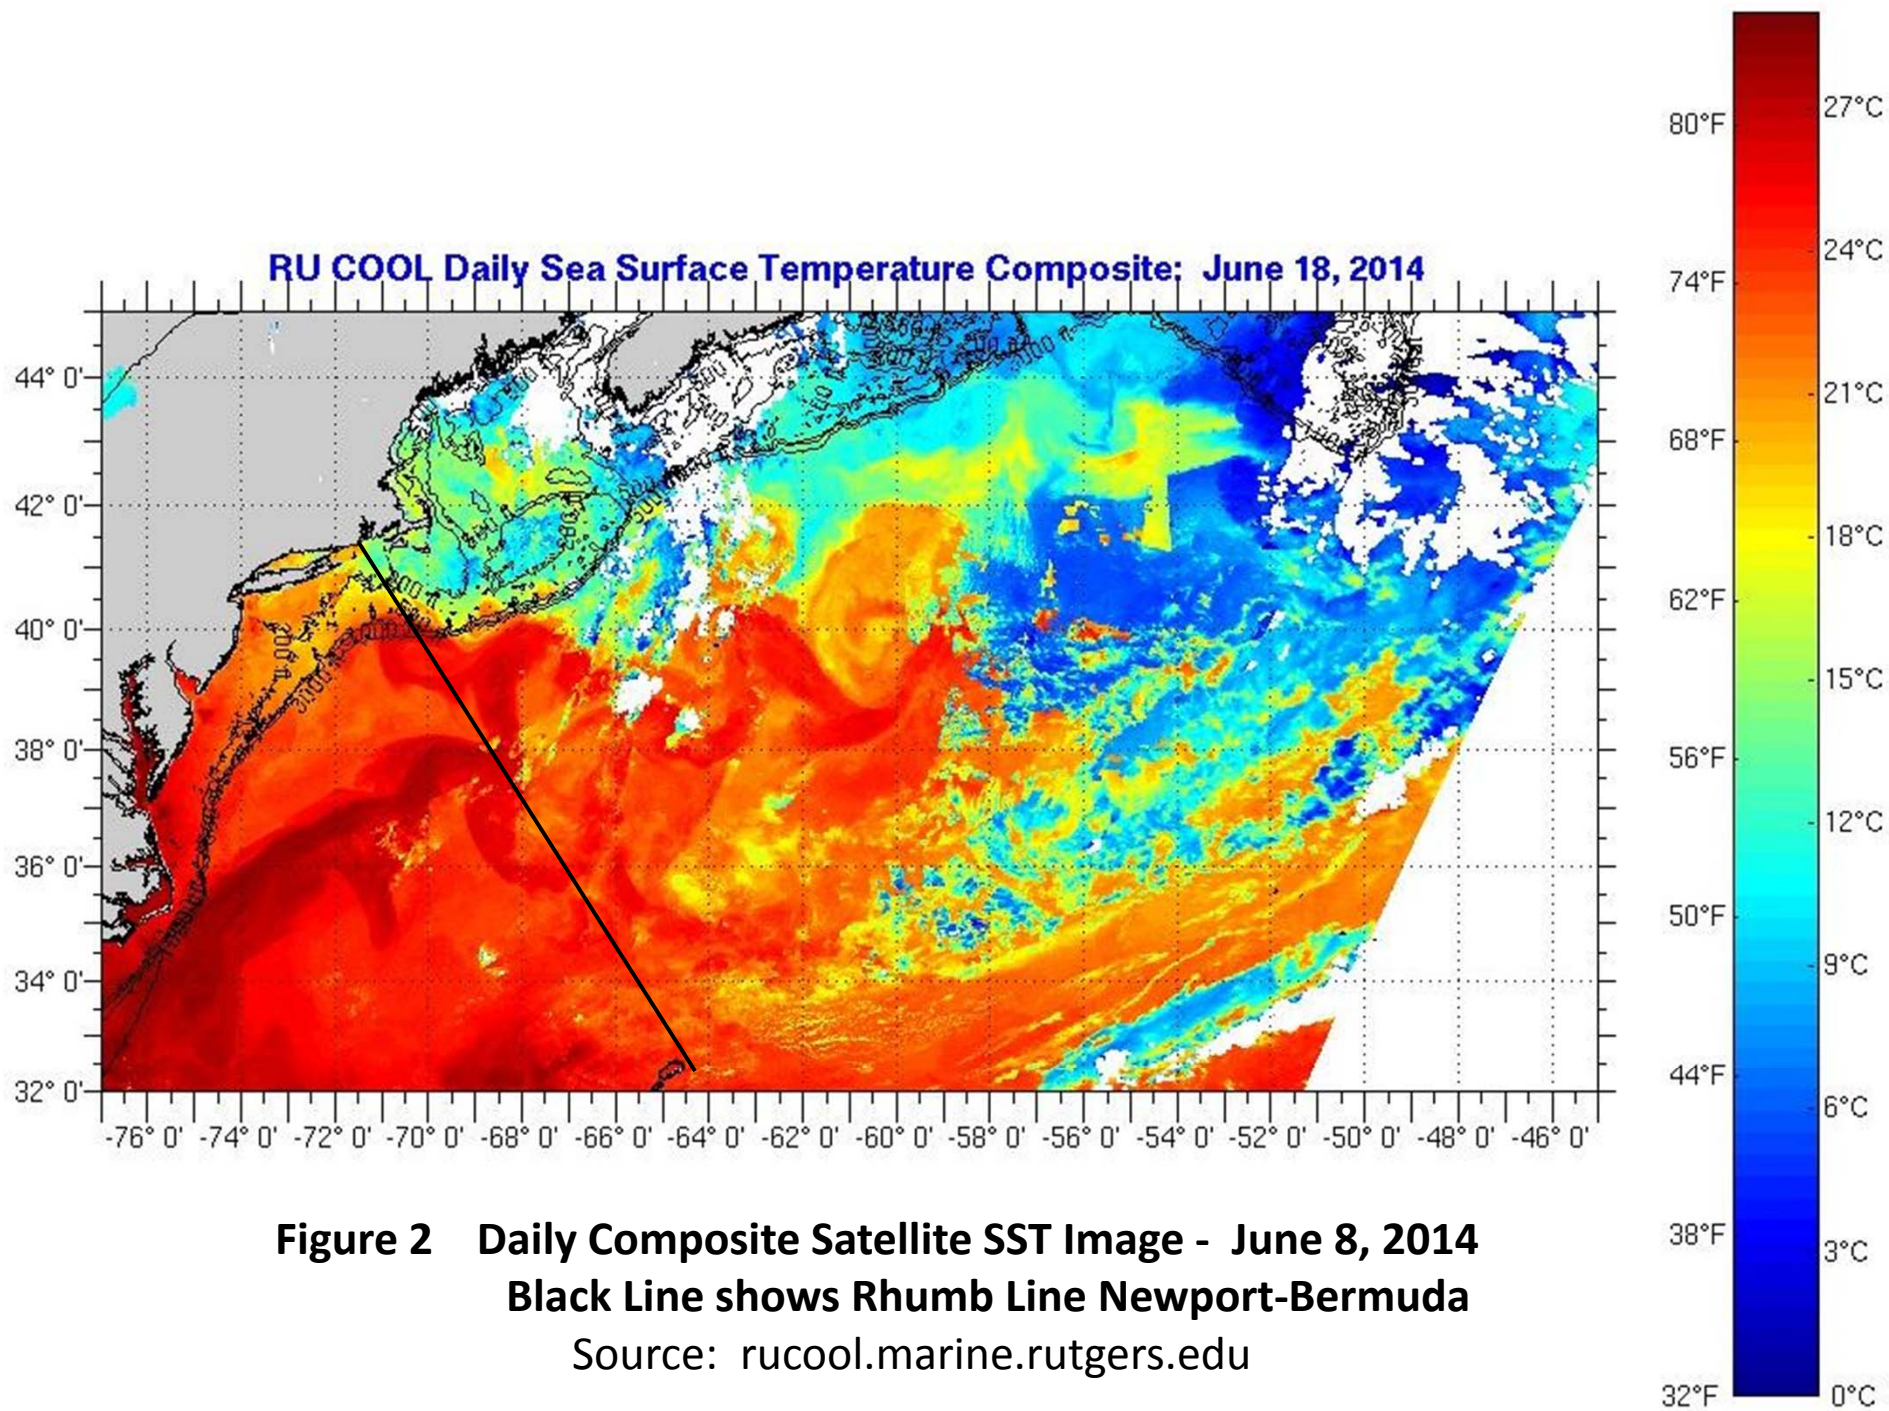 80°F
74°F
68°F
62°F
56°F
50°F
44°F
38°F
32°F
27°C
24°C
21°C
18°C
15°C
12°C
9°C
6°C
3°C
0°C
RU COOL Daily Sea Surface Temperature Composite: June 18, 2014
44° 0'
42° 0'
40° 0'
38° 0'
36° 0'
34° 0'
32° 0'
-76° 0' -74° 0' -72° 0' -70° 0' -68° 0' -66° 0' -64° 0' -62° 0' -60° 0' -58° 0' -56° 0' -54° 0' -52° 0' -50° 0' -48° 0' -46° 0'
Figure 2 Daily Composite Satellite SST Image - June 8, 2014
Black Line shows Rhumb Line Newport-Bermuda
Source: rucool.marine.rutgers.edu